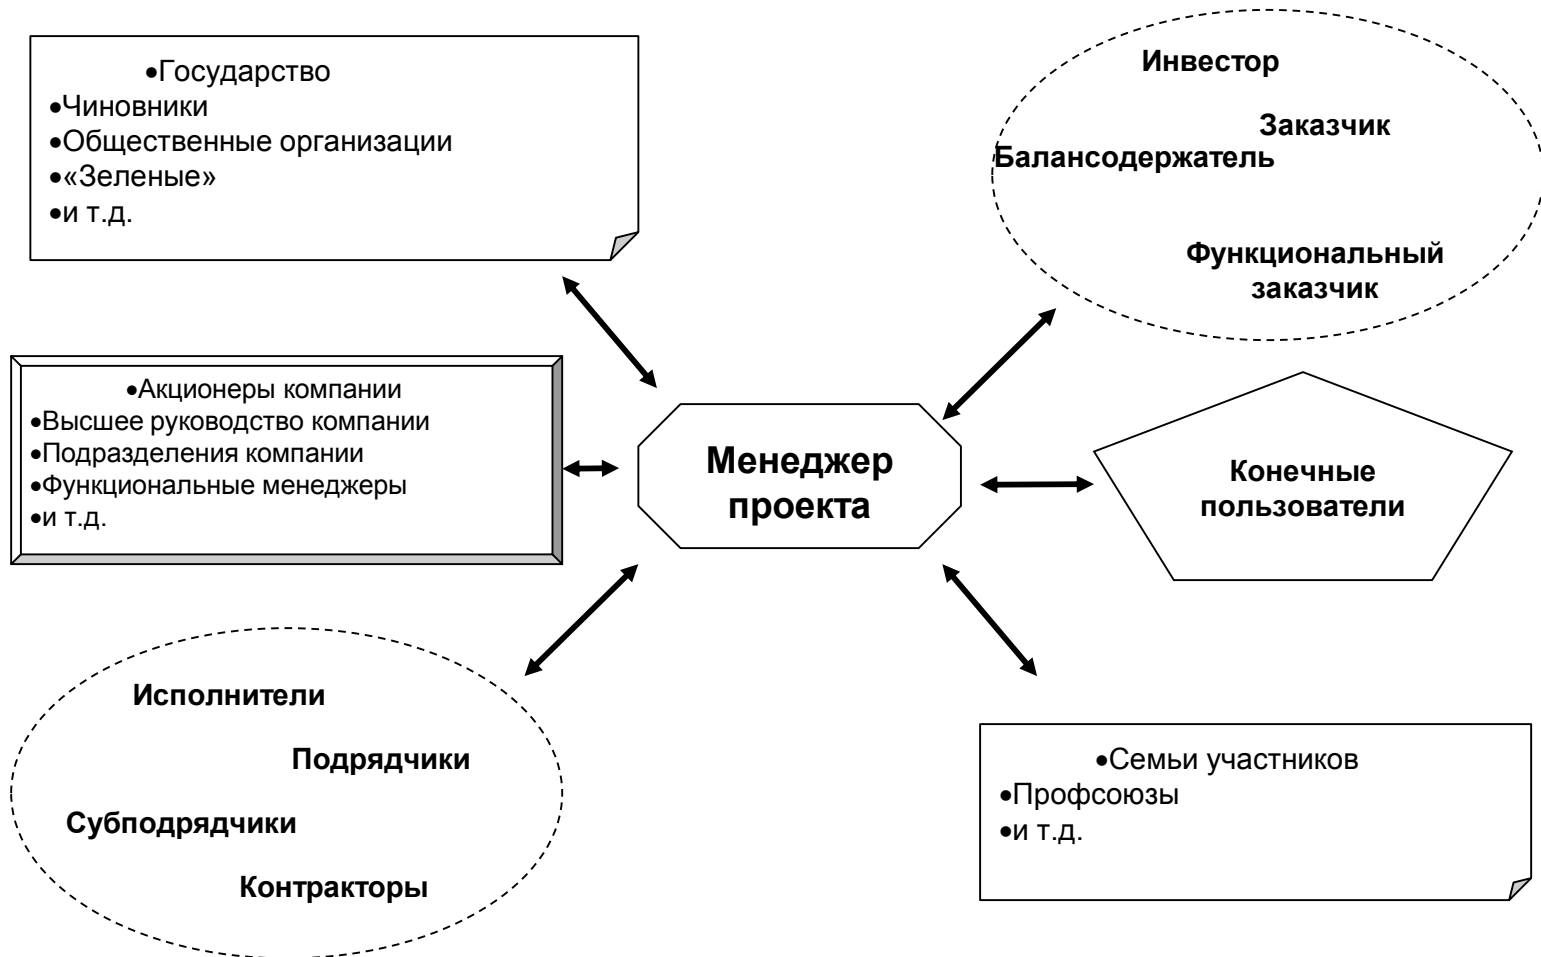 •Государство
•Чиновники
•Общественные организации
•«Зеленые»
•и т.д.
Инвестор
Заказчик
Балансодержатель
Функциональный
заказчик
•Акционеры компании
•Высшее руководство компании
•Подразделения компании
•Функциональные менеджеры
•и т.д.
Менеджер
проекта
Конечные
пользователи
Исполнители
Подрядчики
Субподрядчики
Контракторы
•Семьи участников
•Профсоюзы
•и т.д.